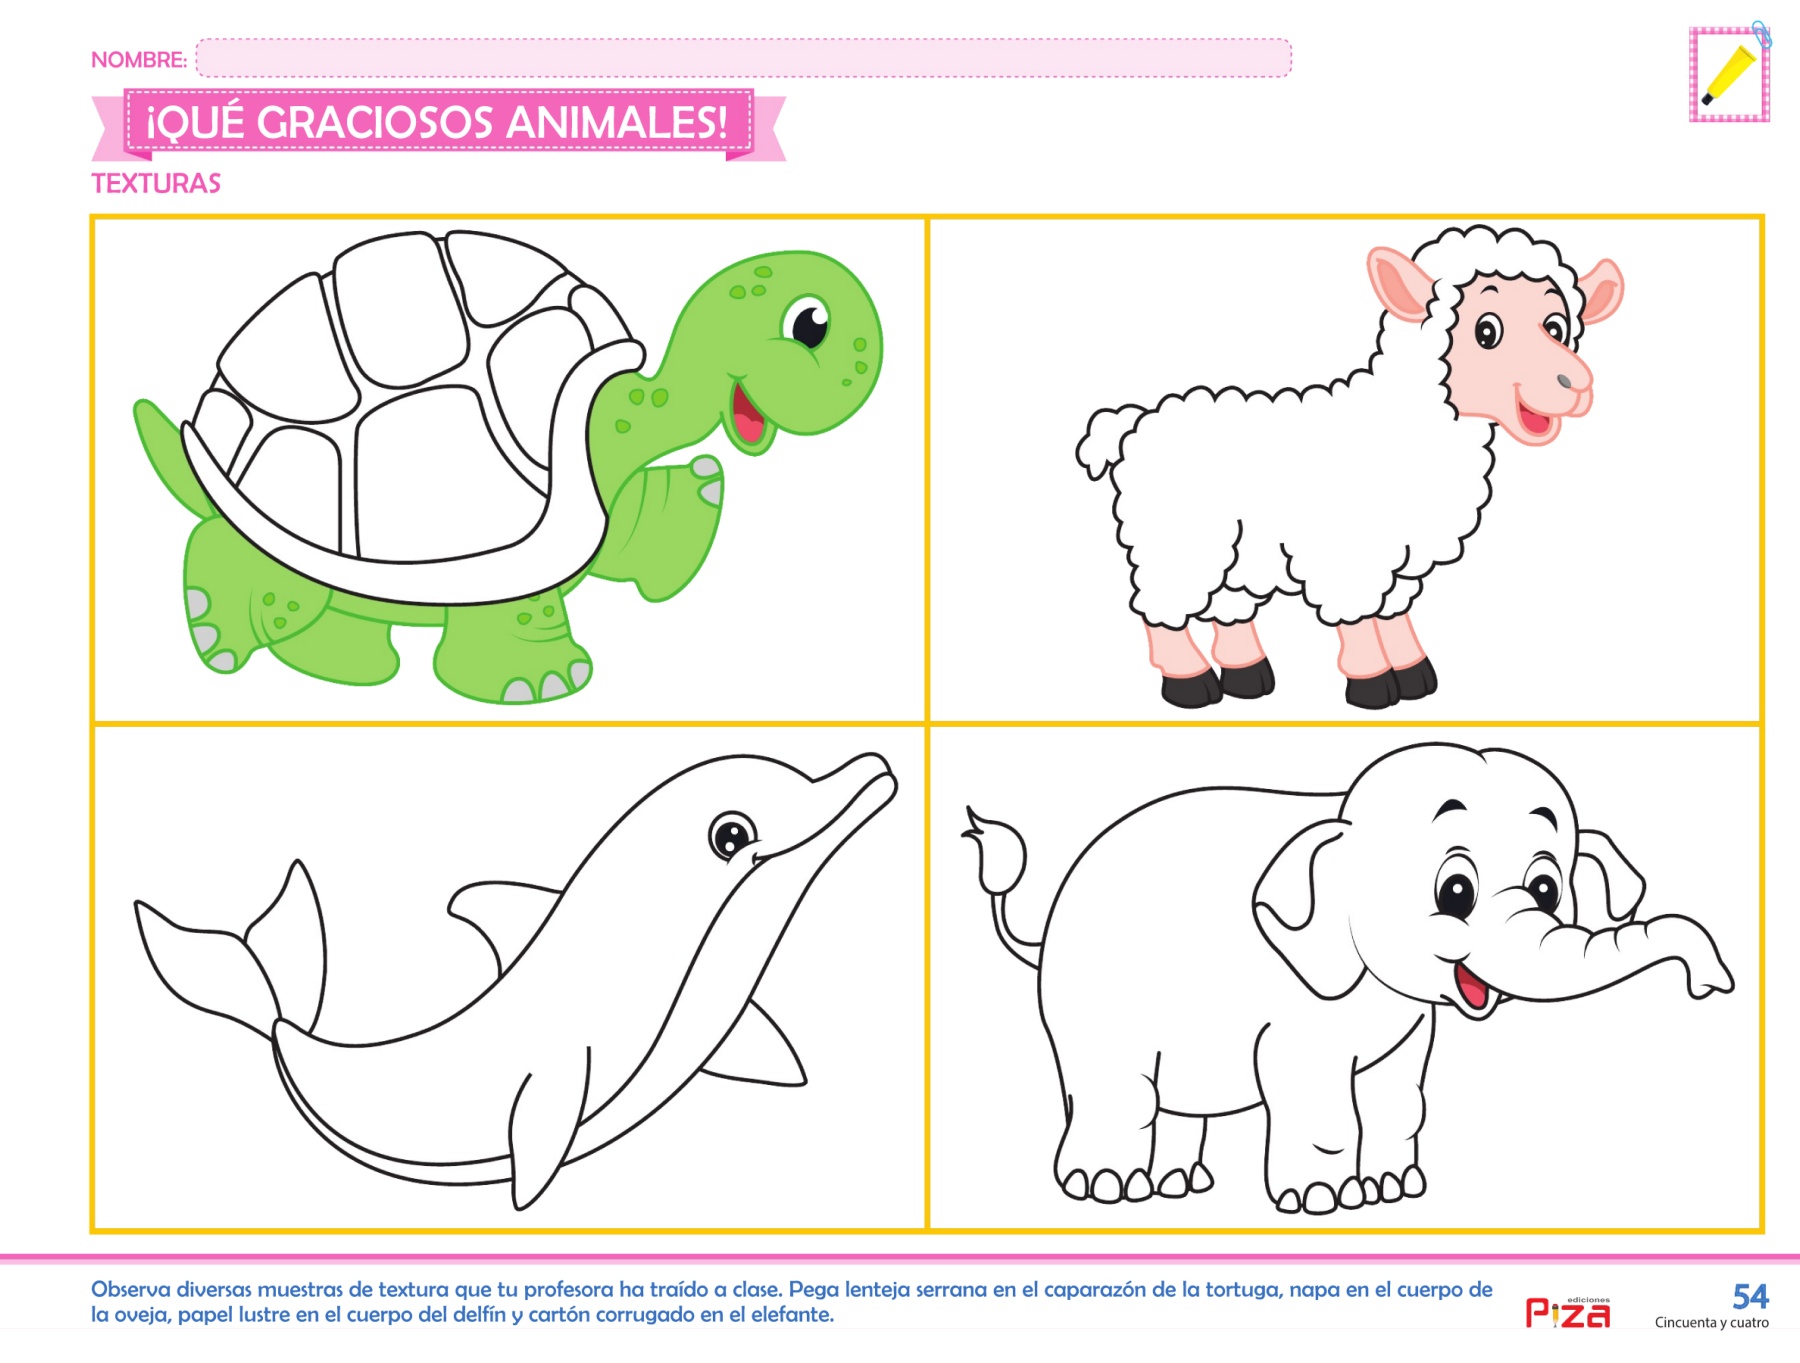 NOMBRE:
¡QUÉ GRACIOSOS ANIMALES!
TEXTURAS
Observa diversas muestras de textura que tu profesora ha traído a clase. Pega lenteja serrana en el caparazón de la tortuga, napa en el cuerpo de
la oveja, papel lustre en el cuerpo del delfín y cartón corrugado en el elefante.
ediciones
Piza
54
Cincuenta y cuatro